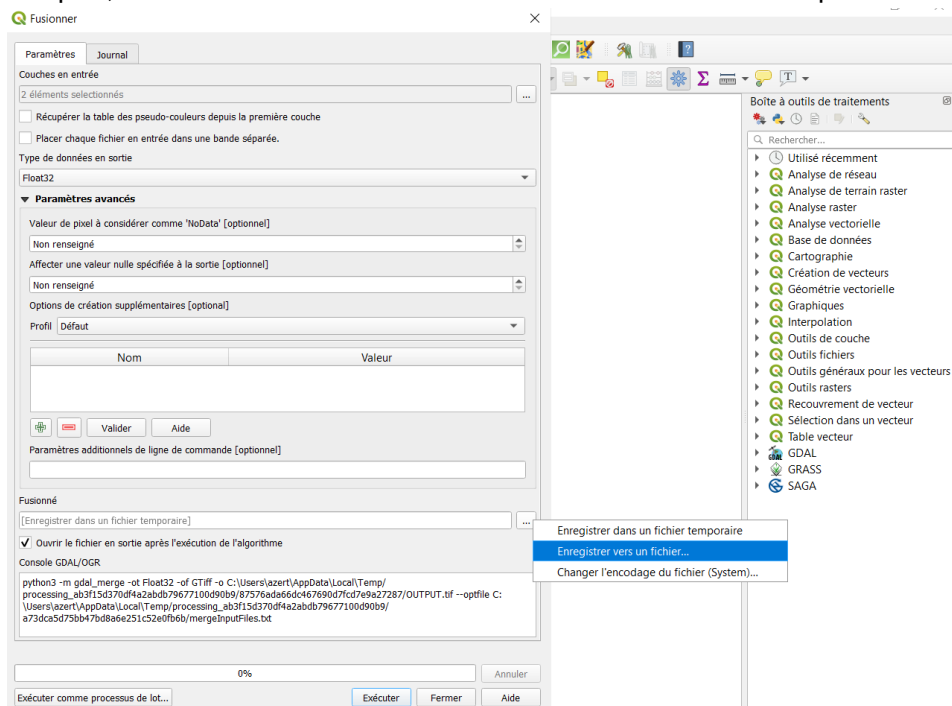 Fusionner
Paramètres
Journal
Couches en entrée
2 éléments selectionnés
...
Récupérer la table des pseudo-couleurs depuis la première couche
Placer chaque fichier en entrée dans une bande séparée.
Type de données en sortie
Float32
Paramètres avancés
Valeur de pixel à considérer comme 'NoData' [optionnel]
Non renseigné
Affecter une valeur nulle spécifiée à la sortie [optionnel]
Non renseigné
Options de création supplémentaires [optional]
Profil Défaut
Nom
Valeur
Valider
Aide
Paramètres additionnels de ligne de commande [optionnel]
Fusionné
[Enregistrer dans un fichier temporaire]
...
Ouvrir le fichier en sortie après l'exécution de l'algorithme
Console GDAL/OGR
python3 -m gdal_merge -ot Float32 -of GTiff -o C:\Users\azert\AppData\Local\Temp/
processing_ab3f15d370df4a2abdb79677100d90b9/87576ada66dc467690d7fcd7e9a27287/OUTPUT.tif --optfile C:
\Users\azert\AppData\Local\Temp/processing_ab3f15d370df4a2abdb79677100d90b9/
a73dca5d75bb47bd8a6e251c52e0fb6b/mergeInputFiles.txt
0%
Annuler
Exécuter comme processus de lot...
Exécuter
Fermer
Aide
Enregistrer dans un fichier temporaire
Enregistrer vers un fichier...
Changer l'encodage du fichier (System)...
Boîte à outils de traitements
Rechercher...
Utilisé récemment
Analyse de réseau
Analyse de terrain raster
Analyse raster
Analyse vectorielle
Base de données
Cartographie
Création de vecteurs
Géométrie vectorielle
Graphiques
Interpolation
Outils de couche
Outils fichiers
Outils généraux pour les vecteurs
Outils rasters
Recouvrement de vecteur
Sélection dans un vecteur
Table vecteur
GDAL
GRASS
SAGA